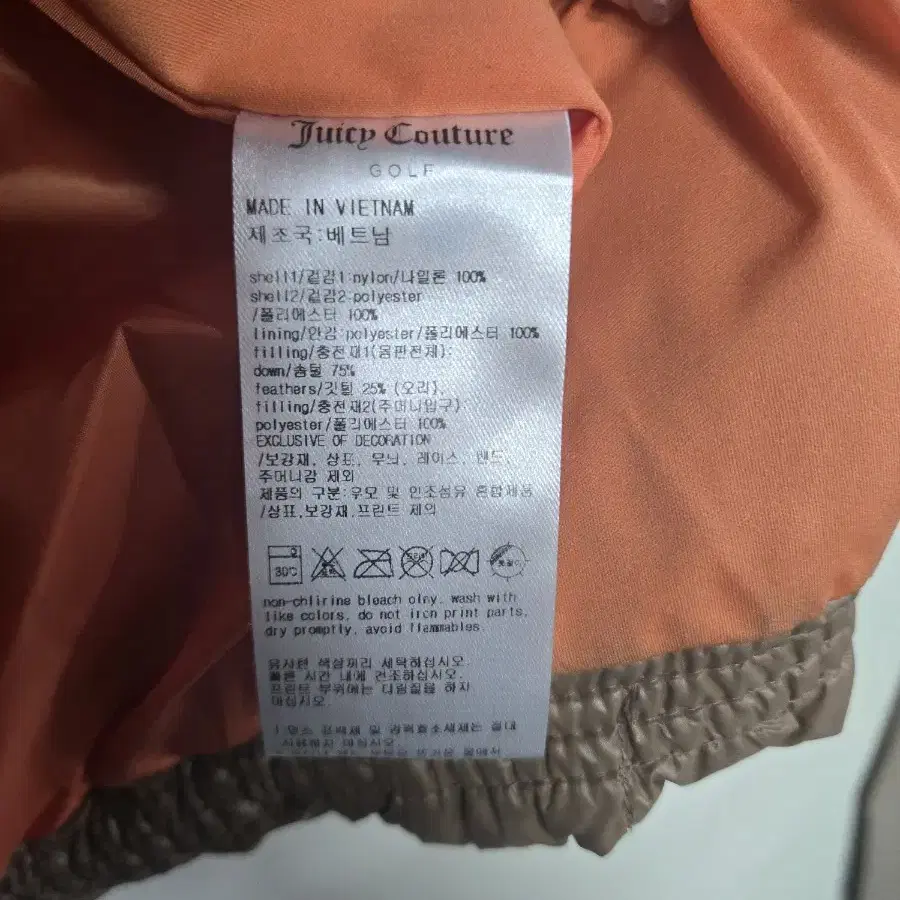 Juicy Couture
GOLF
MADE IN VIETNAM
제조국:베트남
shell1/겉감1:nylon/나일론 100%
shell2/겉감2:polyester
/폴리에스터 100%
lining/안감:polyester/폴리에스터 100%
filling/충전재1(몸판전체):
down/솜털 75%
feathers/깃털 25% (오리)
filling/충전재2(주머니입구)
polyester/폴리에스터 100%
EXCLUSIVE OF DECORATION
/보강재, 상표, 무늬, 레이스, 밴드,
주머니감 제외
제품의 구분:우모 및 인조섬유 혼합제품
/상표,보강재,프린트 제외
30℃
non-chlirine bleach olny, wash with
like colors, do not iron print parts,
dry promptly, avoid flammables.
유사한 색상끼리 세탁하십시오.
빠른 시간 내에 건조하십시오.
프린트 부위에는 다림질을 하지
마십시오.
사용하지 마십시오.